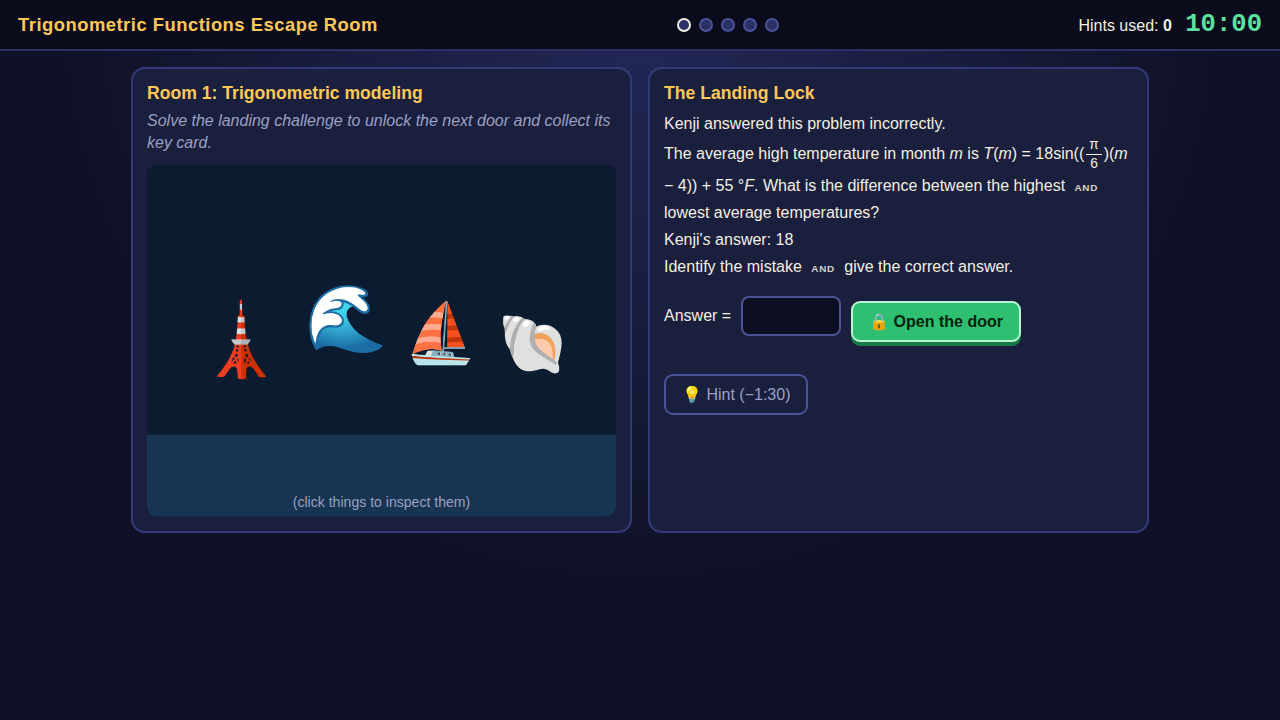 Trigonometric Functions Escape Room
Hints used: 0 10:00
Room 1: Trigonometric modeling
Solve the landing challenge to unlock the next door and collect its
key card.
(click things to inspect them)
The Landing Lock
Kenji answered this problem incorrectly.
The average high temperature in month m is T(m) = 18sin((π/6)(m
− 4)) + 55 °F. What is the difference between the highest AND
lowest average temperatures?
Kenji's answer: 18
Identify the mistake AND give the correct answer.
Answer = 🔒 Open the door
💡 Hint (−1:30)